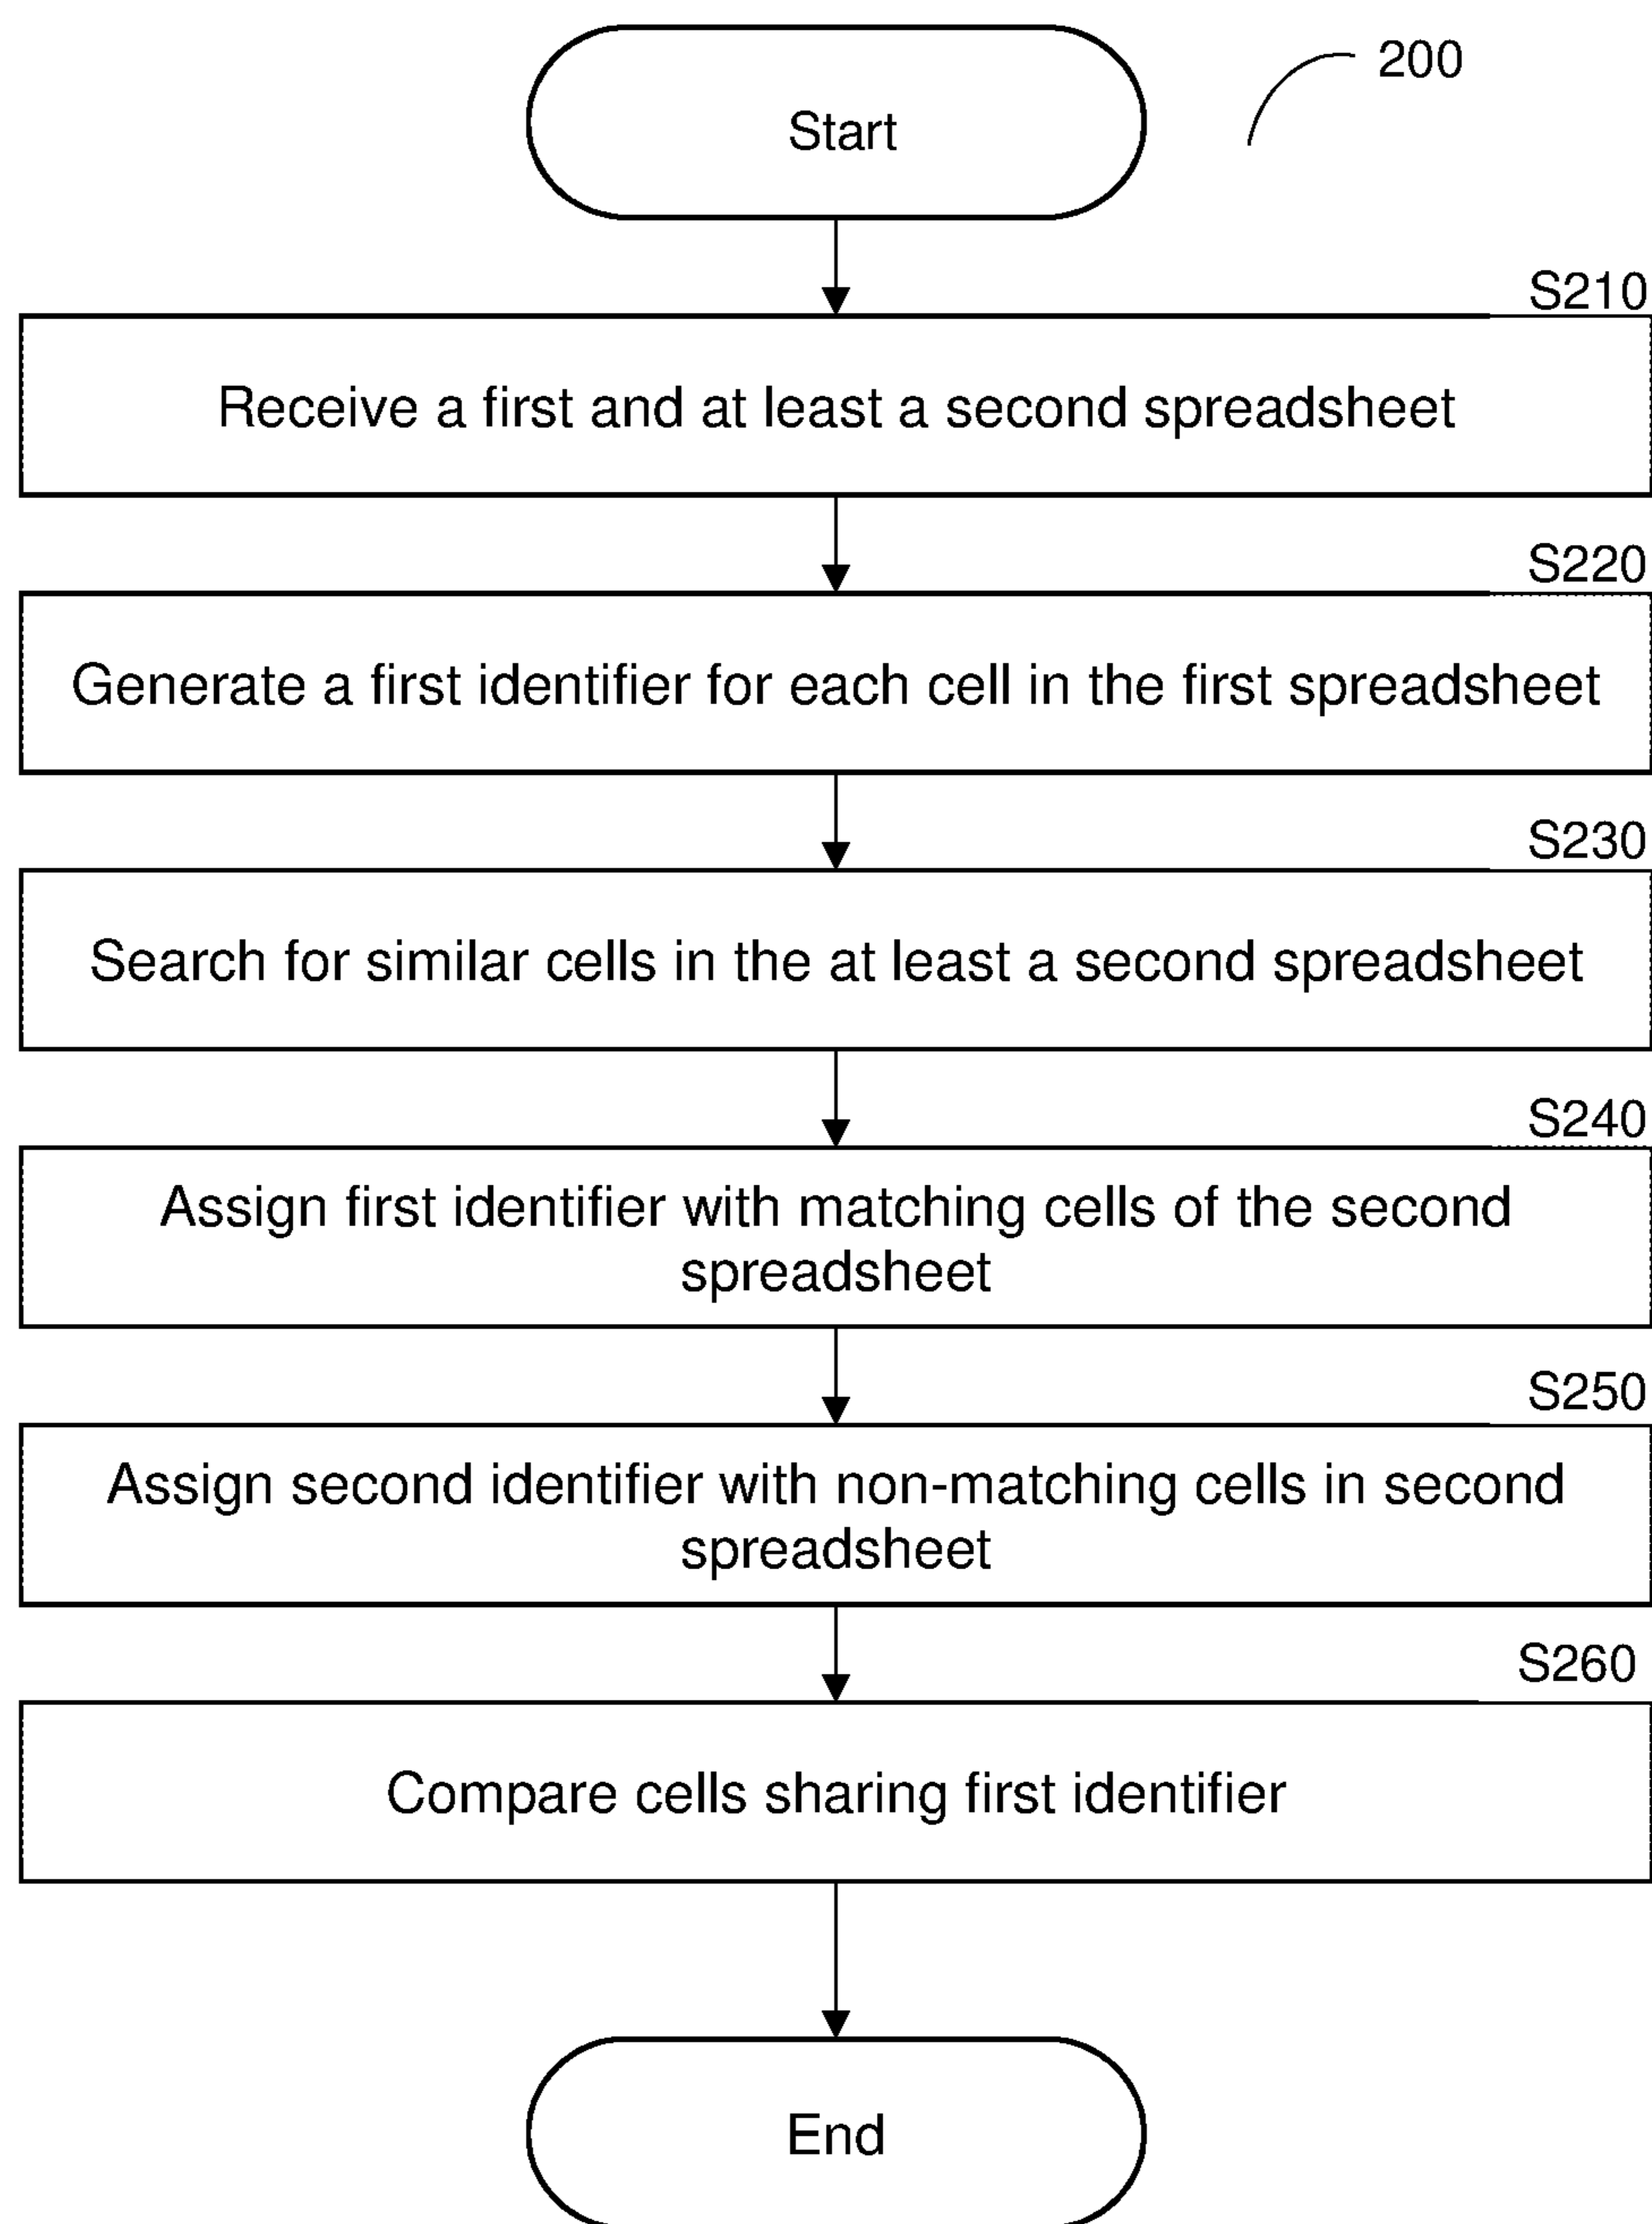 200
Start
S210
Receive a first and at least a second spreadsheet
S220
Generate a first identifier for each cell in the first spreadsheet
S230
Search for similar cells in the at least a second spreadsheet
S240
Assign first identifier with matching cells of the second
spreadsheet
S250
Assign second identifier with non-matching cells in second
spreadsheet
S260
Compare cells sharing first identifier
End